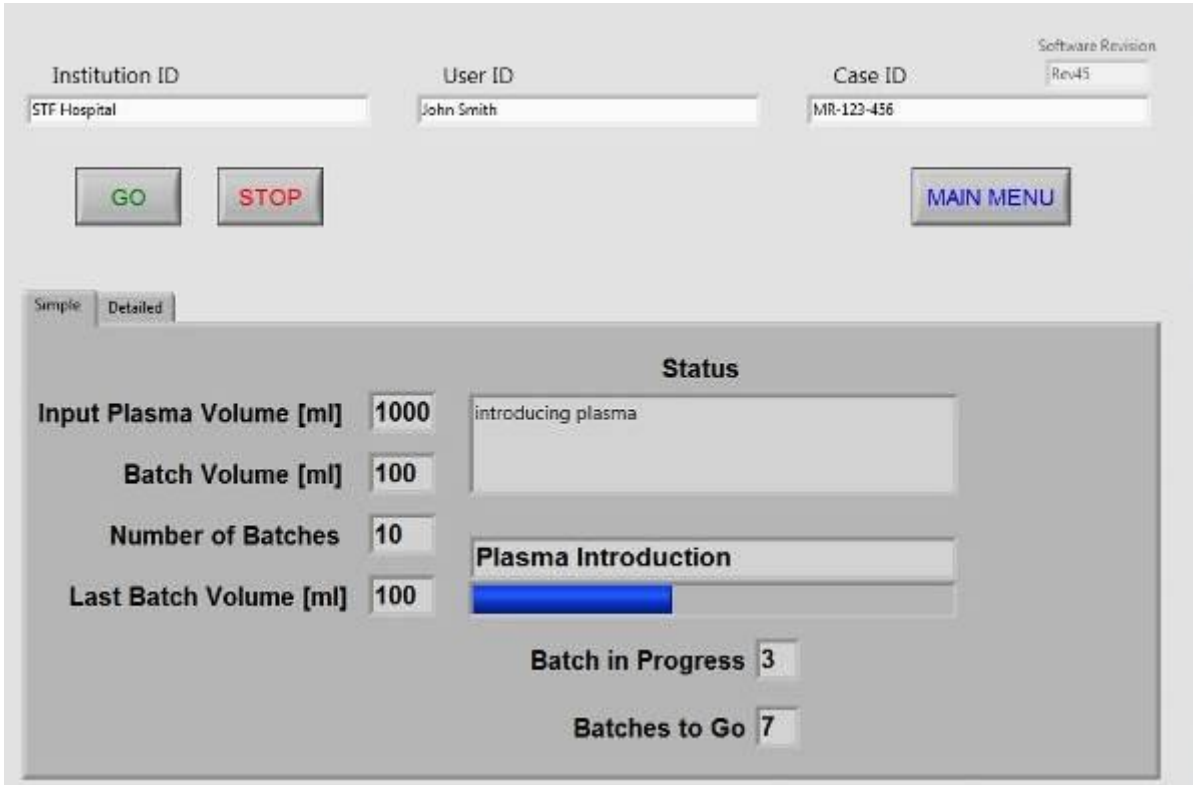 Software Revision
Institution ID User ID Case ID Rev45
STF Hospital John Smith MR-123-456
GO STOP MAIN MENU
Simple Detailed
Status
Input Plasma Volume [ml] 1000 introducing plasma
Batch Volume [ml] 100
Number of Batches 10
Plasma Introduction
Last Batch Volume [ml] 100
Batch in Progress 3
Batches to Go 7